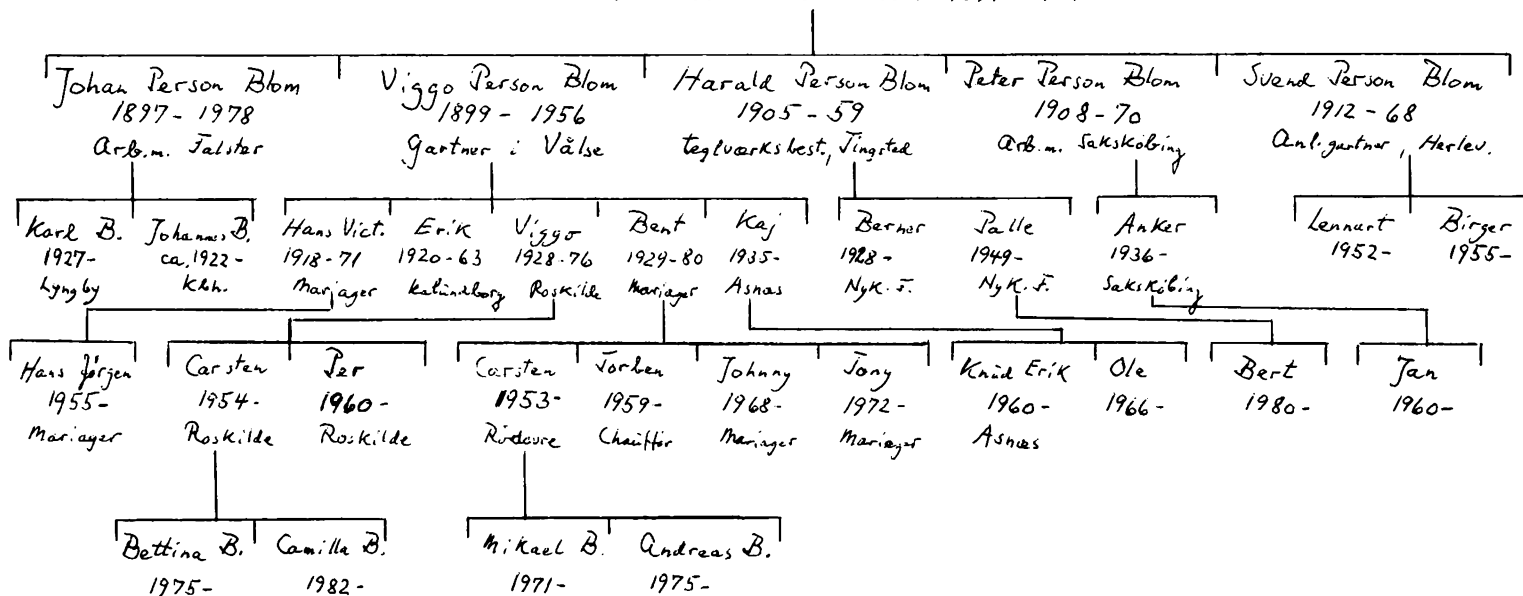 Johan Person Blom
1897 - 1978
Arb.m. Falster
Viggo Person Blom
1899 - 1956
Gartner i Vålse
Harald Person Blom
1905 - 59
teglværksbest., Tingsted
Peter Person Blom
1908 - 70
Arb.m. Sakskøbing
Svend Person Blom
1912 - 68
Anl.gartner, Herlev.
Karl B.
1927-
Lyngby
Johannes B.
ca. 1922-
Kbh.
Hans Vict.
1918-71
Mariager
Erik
1920-63
Kalundborg
Viggo
1928-76
Roskilde
Bent
1929-80
Mariager
Kaj
1935-
Asnæs
Berner
1928-
Nyk. F.
Palle
1949-
Nyk. F.
Anker
1936-
Sakskøbing
Lennart
1952-
Birger
1955-
Hans Jørgen
1955-
Mariager
Carsten
1954-
Roskilde
Per
1960-
Roskilde
Carsten
1953-
Rødovre
Torben
1959-
Chauffør
Johnny
1968-
Mariager
Tony
1972-
Mariager
Knud Erik
1960-
Asnæs
Ole
1966-
Bert
1980-
Jan
1960-
Bettina B.
1975-
Camilla B.
1982-
Mikael B.
1971-
Andreas B.
1975-